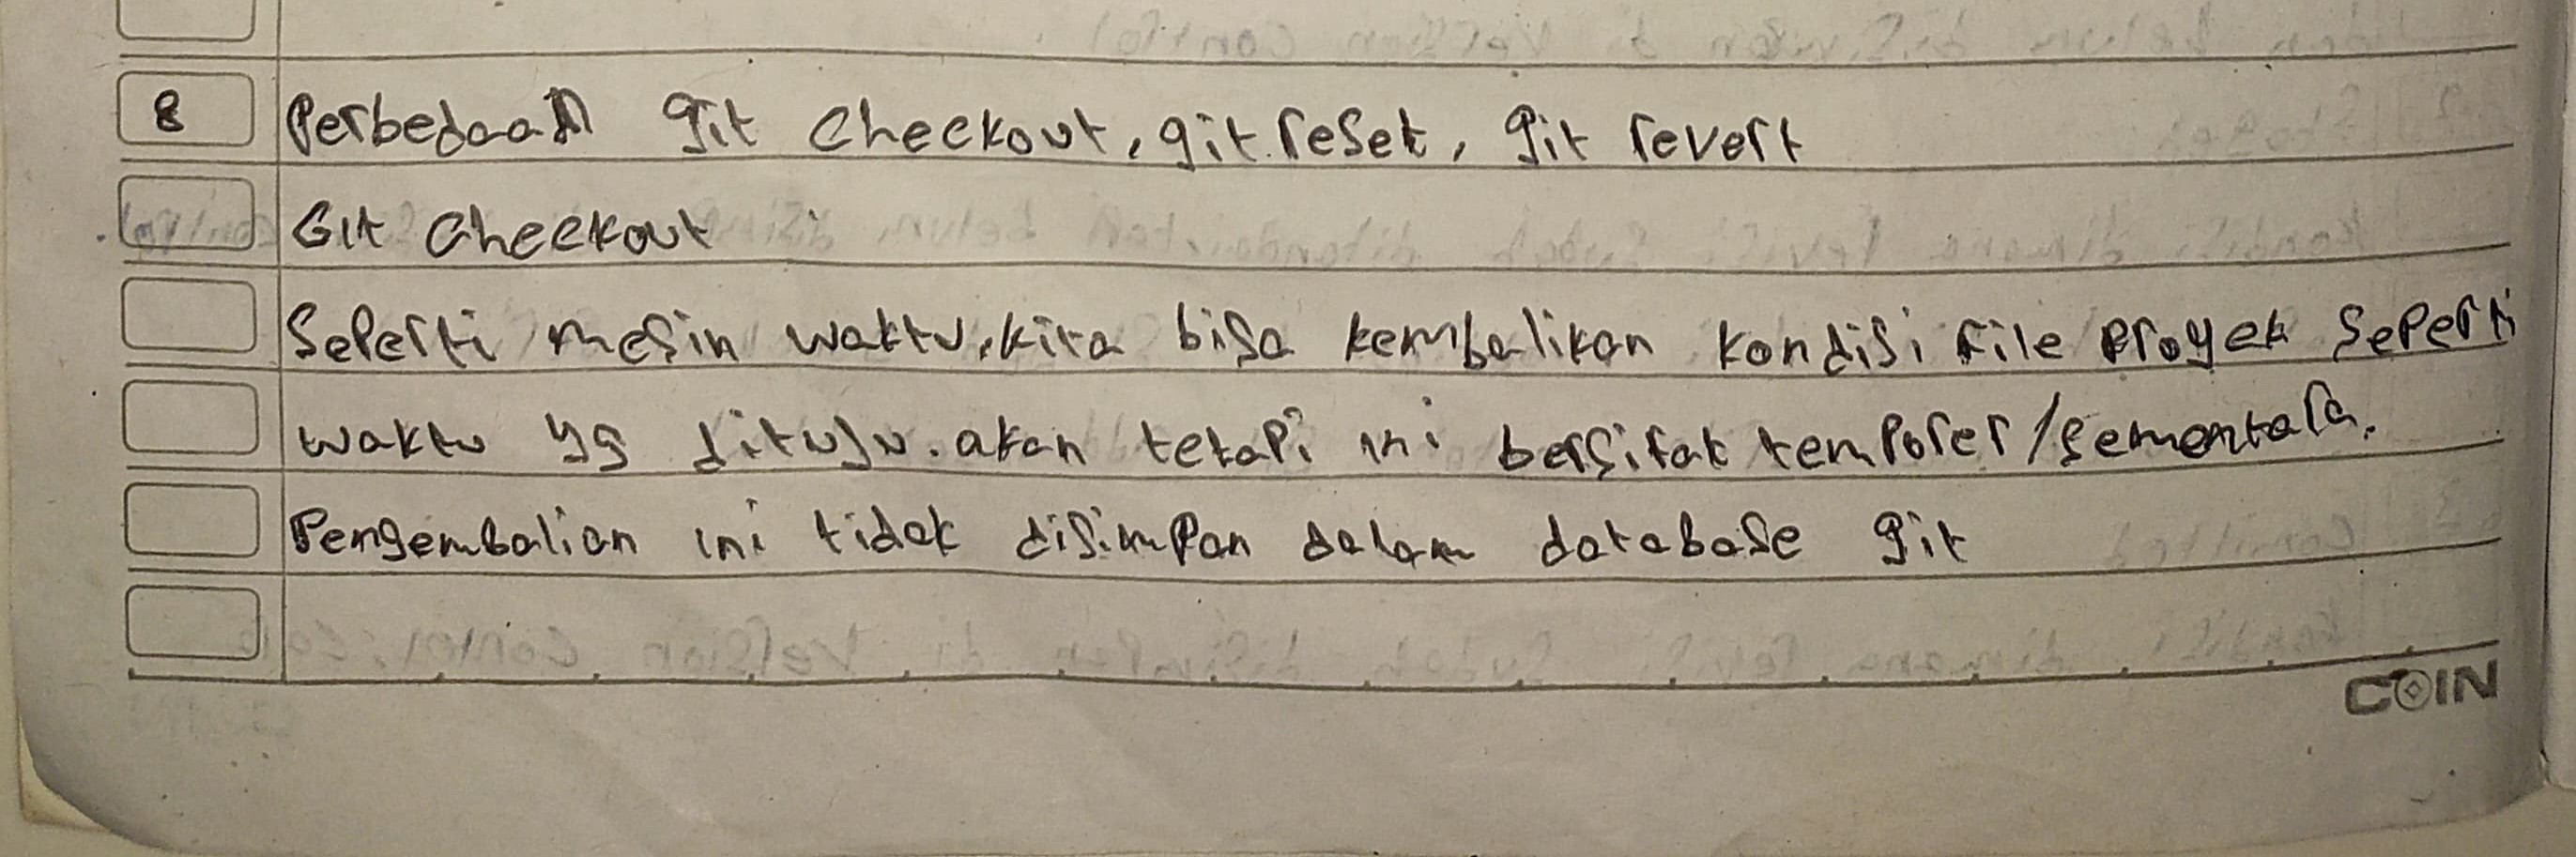 8 Perbedaan git checkout, git reset, git revert
Git checkout
Seperti mesin waktu, kita bisa kembalikan kondisi file proyek seperti
waktu yg dituju. akan tetapi ini bersifat temporer/sementara.
Pengembalian ini tidak disimpan dalam database git
COIN